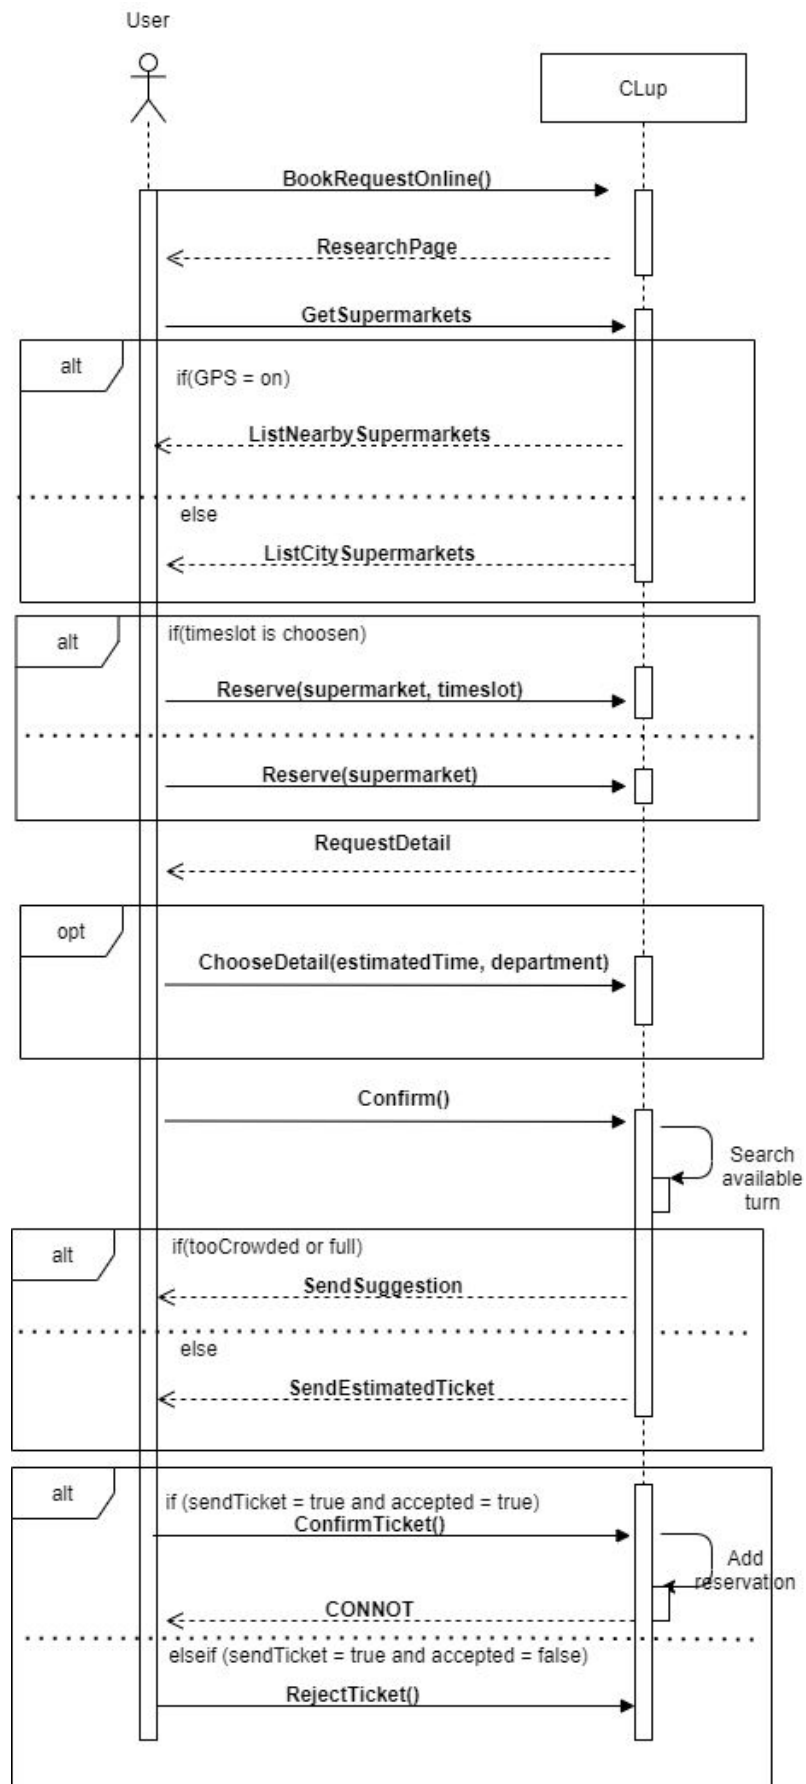 User
CLup
BookRequestOnline()
ResearchPage
GetSupermarkets
alt
if(GPS = on)
ListNearbySupermarkets
else
ListCitySupermarkets
alt
if(timeslot is choosen)
Reserve(supermarket, timeslot)
Reserve(supermarket)
RequestDetail
opt
ChooseDetail(estimatedTime, department)
Confirm()
Search
available
turn
alt
if(tooCrowded or full)
SendSuggestion
else
SendEstimatedTicket
alt
if (sendTicket = true and accepted = true)
ConfirmTicket()
Add
reservation
CONNOT
elseif (sendTicket = true and accepted = false)
RejectTicket()